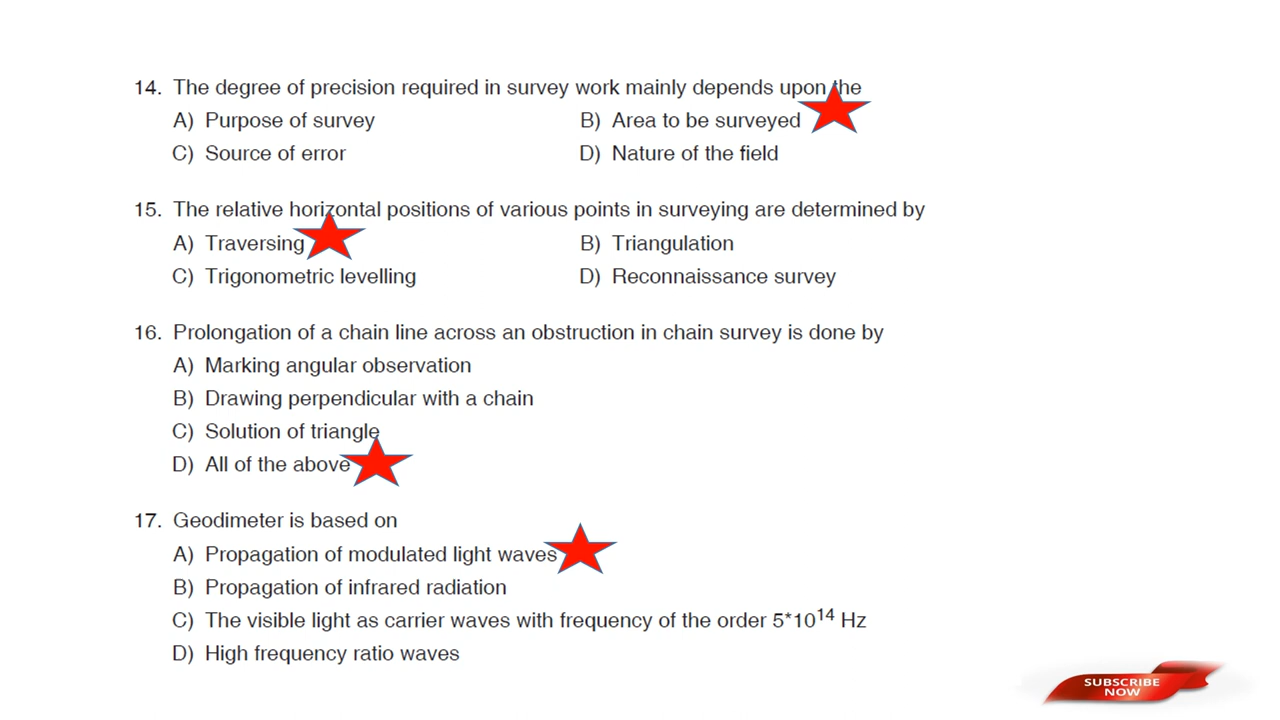 14. The degree of precision required in survey work mainly depends upon the
A) Purpose of survey B) Area to be surveyed
C) Source of error D) Nature of the field
15. The relative horizontal positions of various points in surveying are determined by
A) Traversing B) Triangulation
C) Trigonometric levelling D) Reconnaissance survey
16. Prolongation of a chain line across an obstruction in chain survey is done by
A) Marking angular observation
B) Drawing perpendicular with a chain
C) Solution of triangle
D) All of the above
17. Geodimeter is based on
A) Propagation of modulated light waves
B) Propagation of infrared radiation
C) The visible light as carrier waves with frequency of the order 5*10¹⁴ Hz
D) High frequency ratio waves
SUBSCRIBE
NOW